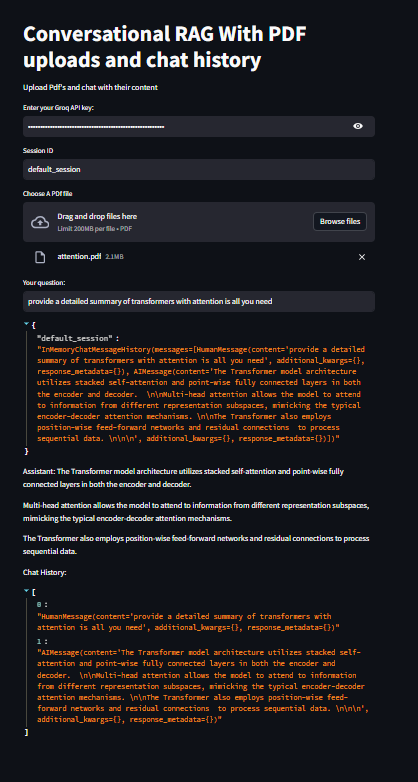 Conversational RAG With PDF
uploads and chat history
Upload Pdf's and chat with their content
Enter your Groq API key:
Session ID
default_session
Choose A PDf file
Drag and drop files here
Limit 200MB per file • PDF
Browse files
attention.pdf 2.1MB
Your question:
provide a detailed summary of transformers with attention is all you need
{
"default_session" :
"InMemoryChatMessageHistory(messages=[HumanMessage(content='provide a detailed
summary of transformers with attention is all you need', additional_kwargs={},
response_metadata={}), AIMessage(content='The Transformer model architecture
utilizes stacked self-attention and point-wise fully connected layers in both
the encoder and decoder.  \n\nMulti-head attention allows the model to attend
to information from different representation subspaces, mimicking the typical
encoder-decoder attention mechanisms. \n\nThe Transformer also employs
position-wise feed-forward networks and residual connections  to process
sequential data. \n\n\n', additional_kwargs={}, response_metadata={})])"
}
Assistant: The Transformer model architecture utilizes stacked self-attention and point-wise fully
connected layers in both the encoder and decoder.
Multi-head attention allows the model to attend to information from different representation subspaces,
mimicking the typical encoder-decoder attention mechanisms.
The Transformer also employs position-wise feed-forward networks and residual connections to process
sequential data.
Chat History:
[
0 :
"HumanMessage(content='provide a detailed summary of transformers with
attention is all you need', additional_kwargs={}, response_metadata={})"
1 :
"AIMessage(content='The Transformer model architecture utilizes stacked self-
attention and point-wise fully connected layers in both the encoder and
decoder.  \n\nMulti-head attention allows the model to attend to information
from different representation subspaces, mimicking the typical encoder-decoder
attention mechanisms. \n\nThe Transformer also employs position-wise feed-
forward networks and residual connections  to process sequential data. \n\n\n',
additional_kwargs={}, response_metadata={})"
]